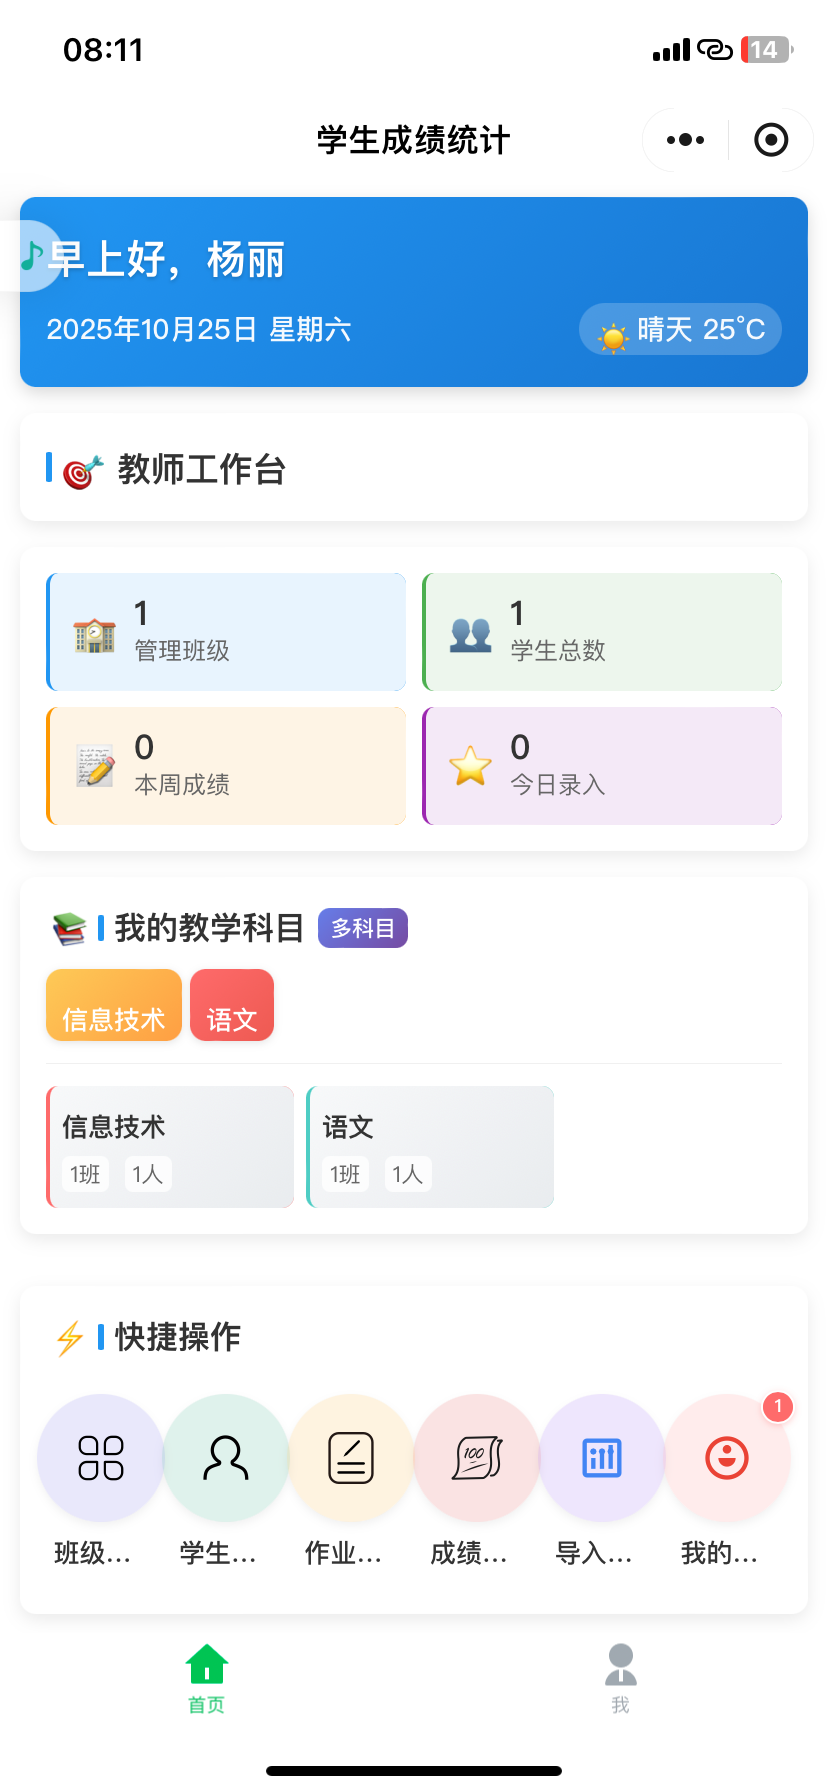 08:11
14
学生成绩统计
早上好，杨丽
2025年10月25日 星期六
晴天 25°C
教师工作台
1
管理班级
1
学生总数
0
本周成绩
0
今日录入
我的教学科目 多科目
信息技术 语文
信息技术
1班 1人
语文
1班 1人
快捷操作
100
1
班级... 学生... 作业... 成绩... 导入... 我的...
首页 我